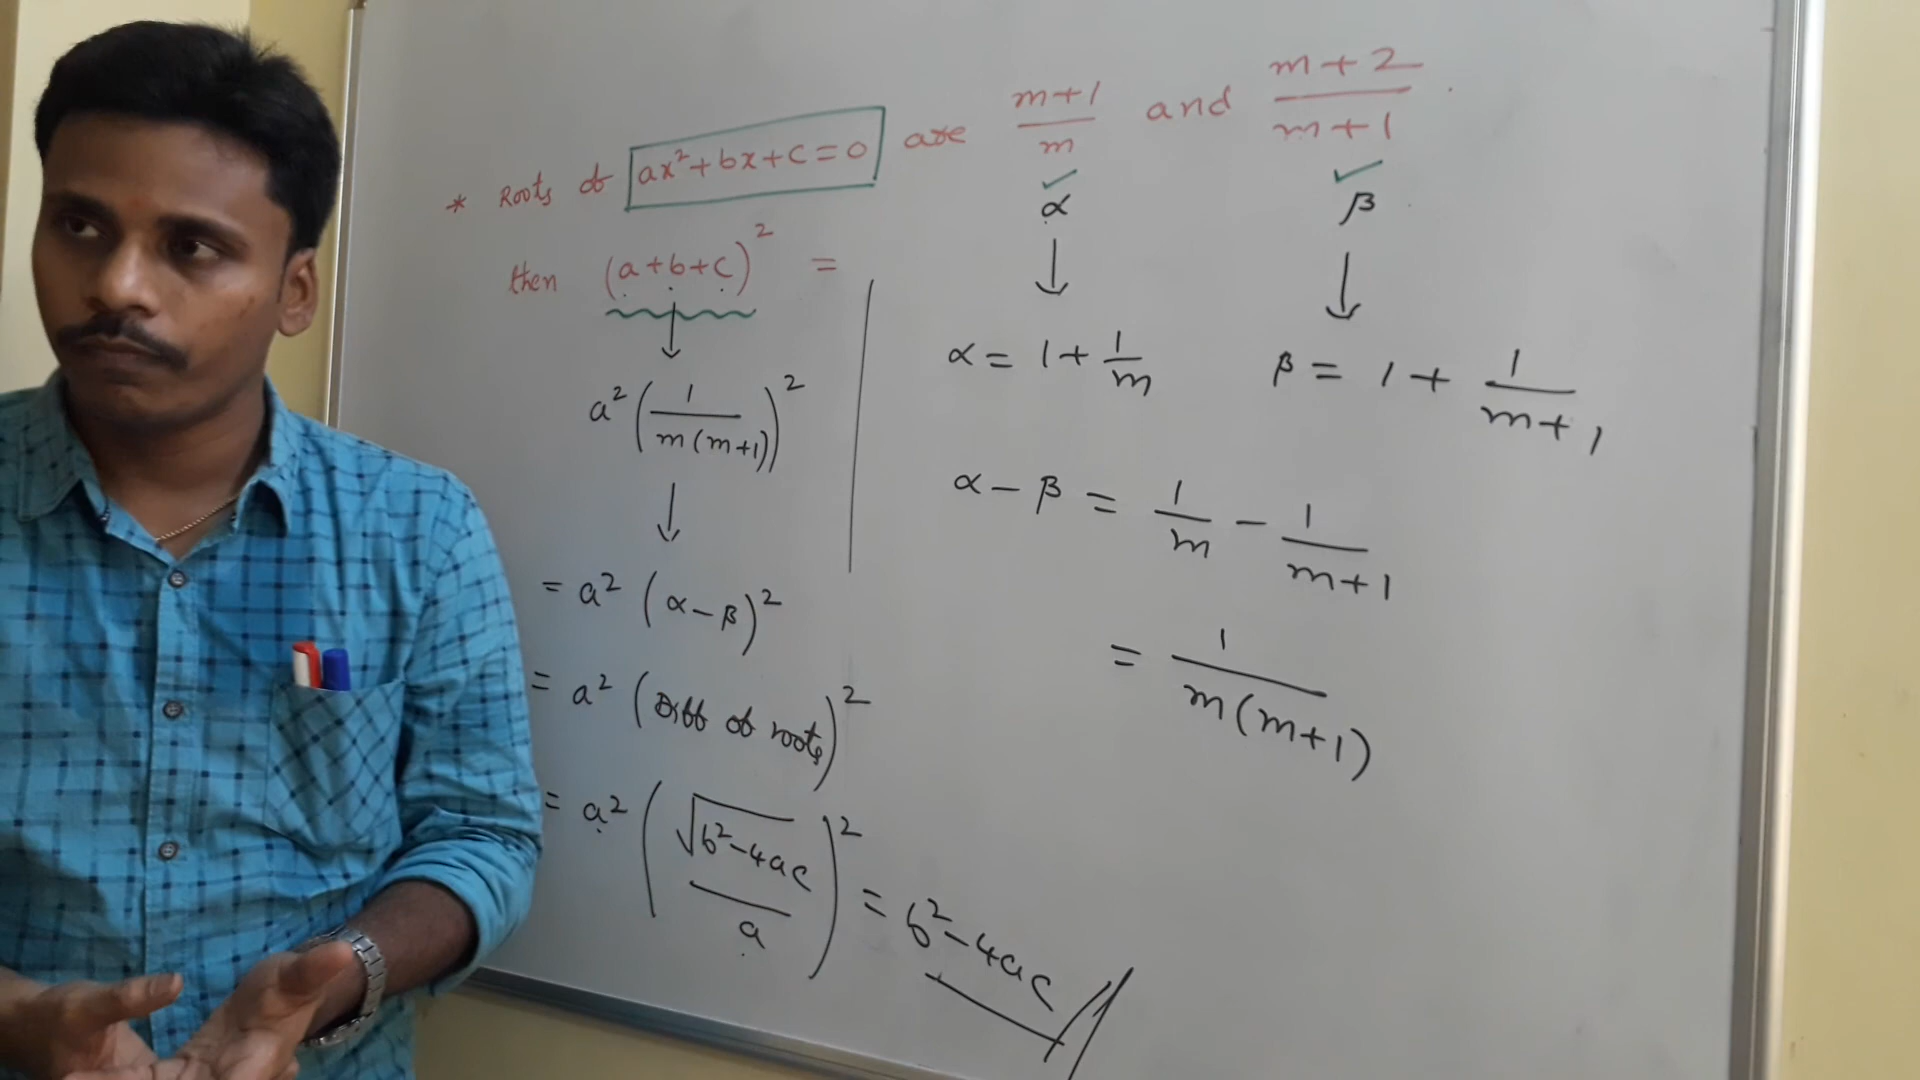 * Roots of ax²+bx+c=0 are (m+1)/m and (m+2)/(m+1).
α β
then (a+b+c)² =
a²(1/(m(m+1)))²
= a²(α-β)²
= a²(Diff of roots)²
= a²(√(b²-4ac)/a)² = b²-4ac
α = 1+1/m β = 1+1/(m+1)
α-β = 1/m - 1/(m+1)
= 1/(m(m+1))